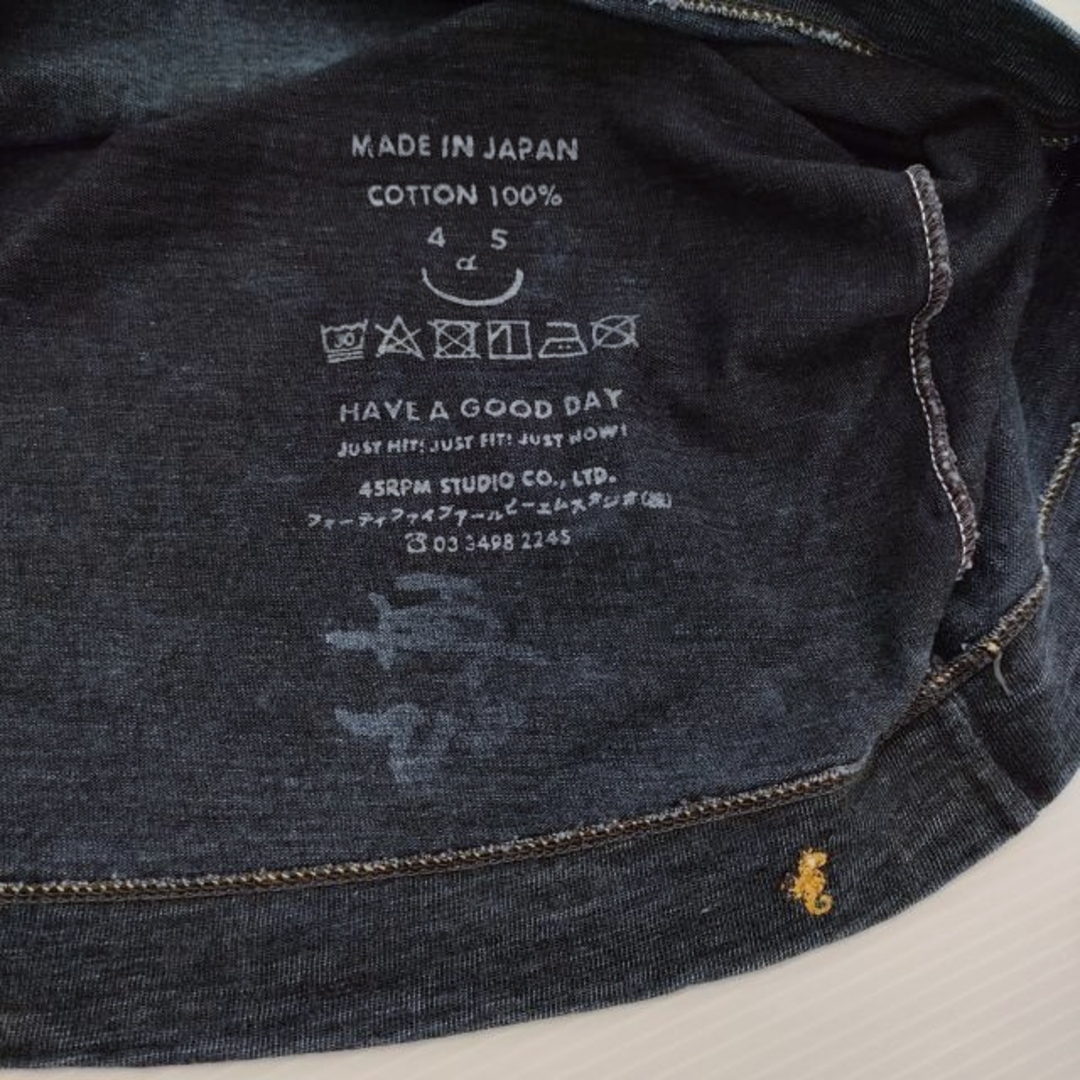 MADE IN JAPAN
COTTON 100%
4 5
R
30
HAVE A GOOD DAY
JUST HIT! JUST FIT! JUST NOW!
45RPM STUDIO CO., LTD.
フォーティファイブアールピーエムスタジオ(株)
☎ 03 3498 2245